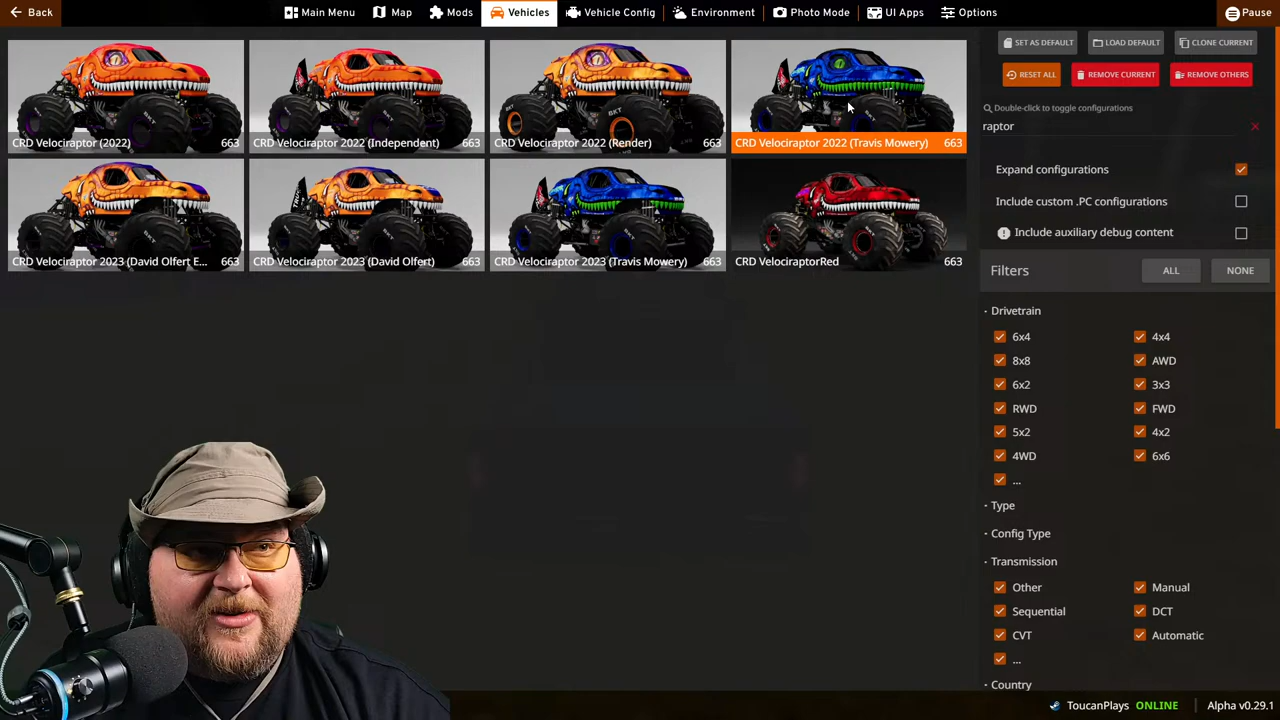 Back
Main Menu
Map
Mods
Vehicles
Vehicle Config
Environment
Photo Mode
UI Apps
Options
Pause
CRD Velociraptor (2022) 663
CRD Velociraptor 2022 (Independent) 663
CRD Velociraptor 2022 (Render) 663
CRD Velociraptor 2022 (Travis Mowery) 663
CRD Velociraptor 2023 (David Olfert E... 663
CRD Velociraptor 2023 (David Olfert) 663
CRD Velociraptor 2023 (Travis Mowery) 663
CRD VelociraptorRed 663
SET AS DEFAULT
LOAD DEFAULT
CLONE CURRENT
RESET ALL
REMOVE CURRENT
REMOVE OTHERS
Double-click to toggle configurations
raptor
Expand configurations
Include custom .PC configurations
Include auxiliary debug content
Filters
ALL
NONE
- Drivetrain
6x4
4x4
8x8
AWD
6x2
3x3
RWD
FWD
5x2
4x2
4WD
6x6
...
- Type
- Config Type
- Transmission
Other
Manual
Sequential
DCT
CVT
Automatic
...
- Country
ToucanPlays ONLINE
Alpha v0.29.1